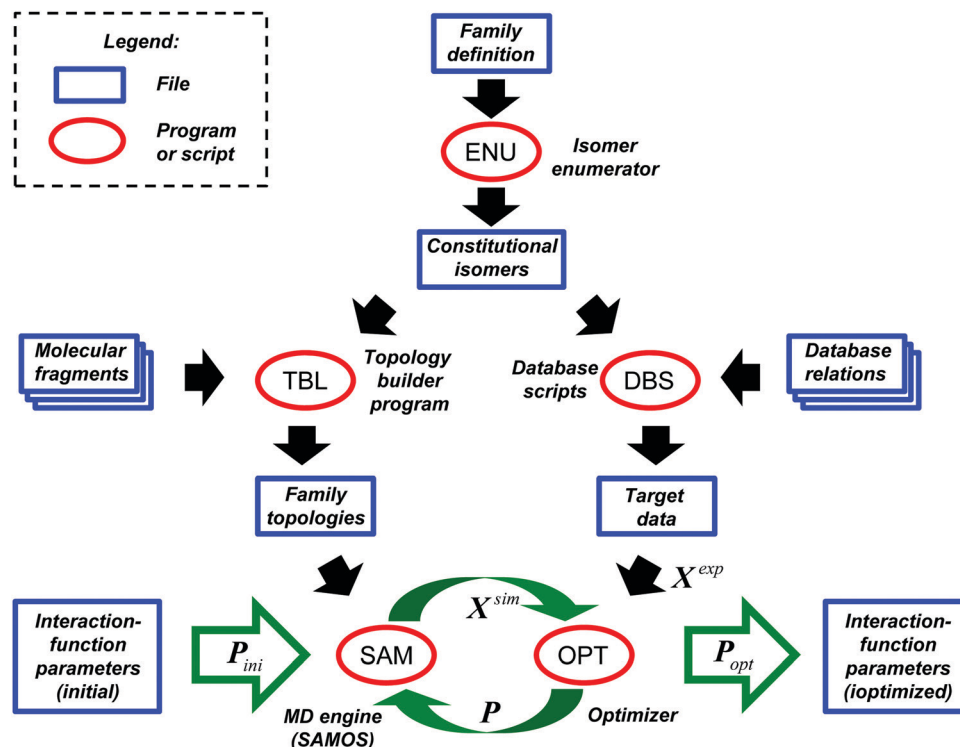 Legend:
File
Program
or script
Family
definition
ENU
Isomer
enumerator
Constitutional
isomers
Molecular
fragments
TBL
Topology
builder
program
Database
scripts
DBS
Database
relations
Family
topologies
Target
data
X^exp
X^sim
Interaction-
function
parameters
(initial)
P_ini
SAM
OPT
P_opt
Interaction-
function
parameters
(ioptimized)
P
MD engine
(SAMOS)
Optimizer